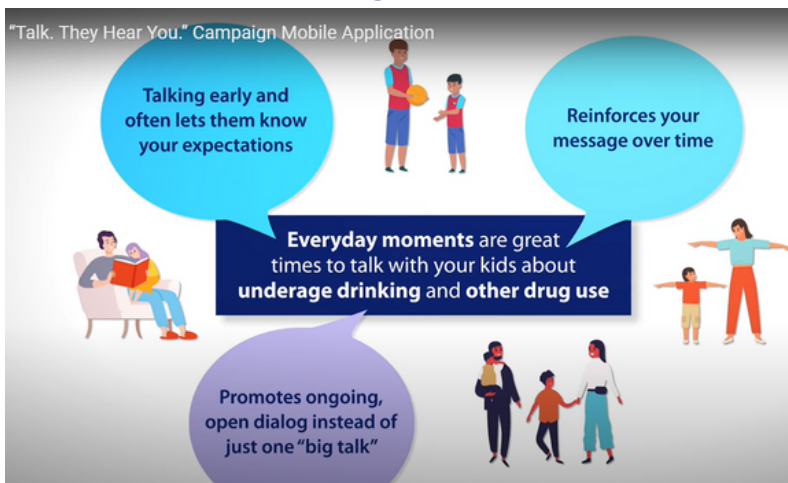 "Talk. They Hear You." Campaign Mobile Application
Talking early and
often lets them know
your expectations
Reinforces your
message over time
Everyday moments are great
times to talk with your kids about
underage drinking and other drug use
Promotes ongoing,
open dialog instead of
just one “big talk”